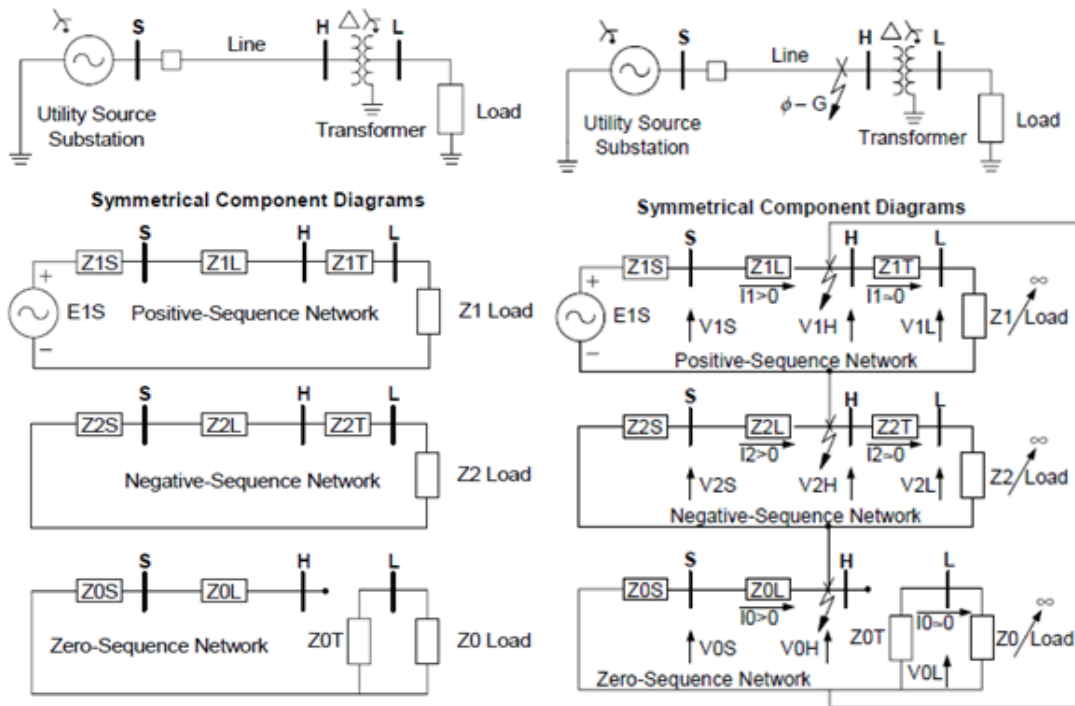 S
H
L
Line
Utility Source
Substation
Transformer
Load
Symmetrical Component Diagrams
S
H
L
Z1S
Z1L
Z1T
+
E1S
–
Positive-Sequence Network
Z1 Load
S
H
L
Z2S
Z2L
Z2T
Negative-Sequence Network
Z2 Load
S
H
L
Z0S
Z0L
Zero-Sequence Network
Z0T
Z0 Load
S
H
L
Line
ϕ – G
Utility Source
Substation
Transformer
Load
Symmetrical Component Diagrams
S
H
L
Z1S
Z1L
Z1T
I1>0
I1≃0
+
E1S
–
V1S
V1H
V1L
Z1/Load
∞
Positive-Sequence Network
S
H
L
Z2S
Z2L
Z2T
I2>0
I2≃0
V2S
V2H
V2L
Z2/Load
∞
Negative-Sequence Network
S
H
L
Z0S
Z0L
I0>0
I0≃0
V0S
V0H
Z0T
V0L
Z0/Load
∞
Zero-Sequence Network